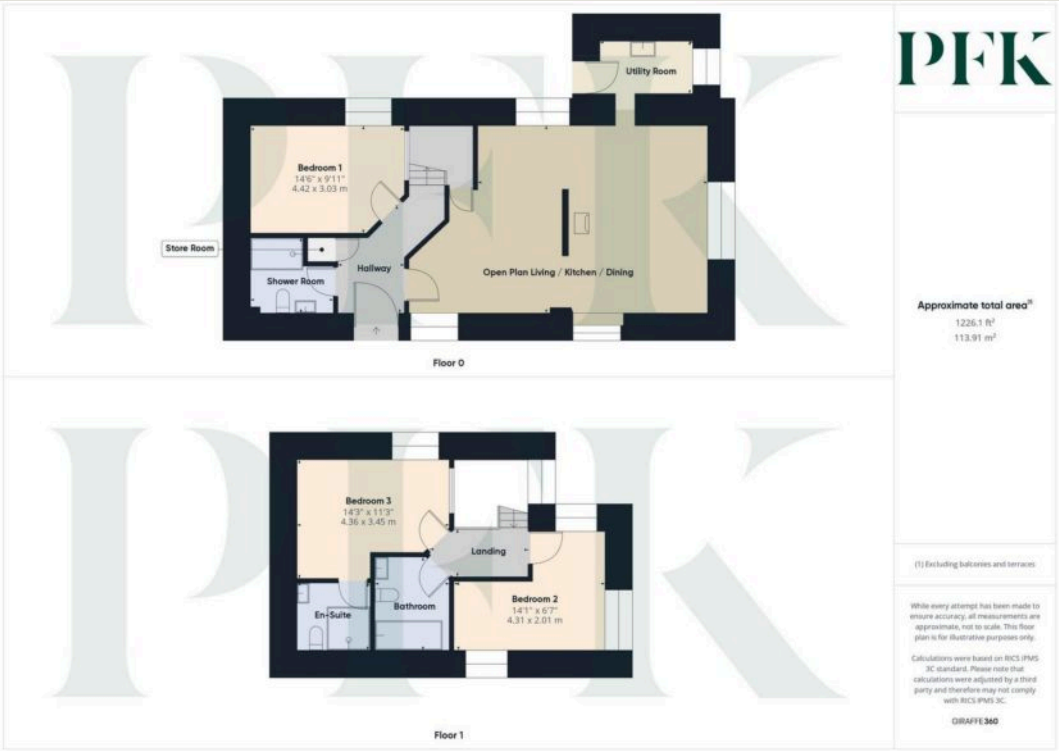 PFK
Utility Room
Bedroom 1
14'6" x 9'11"
4.42 x 3.03 m
Store Room
Shower Room
Hallway
Open Plan Living / Kitchen / Dining
Floor 0
Approximate total area⁽¹⁾
1226.1 ft²
113.91 m²
Bedroom 3
14'3" x 11'3"
4.36 x 3.45 m
Landing
En-Suite
Bathroom
Bedroom 2
14'1" x 6'7"
4.31 x 2.01 m
Floor 1
(1) Excluding balconies and terraces
While every attempt has been made to
ensure accuracy, all measurements are
approximate, not to scale. This floor
plan is for illustrative purposes only.
Calculations were based on RICS IPMS
3C standard. Please note that
calculations were adjusted by a third
party and therefore may not comply
with RICS IPMS 3C.
GIRAFFE360
PFK
PFK